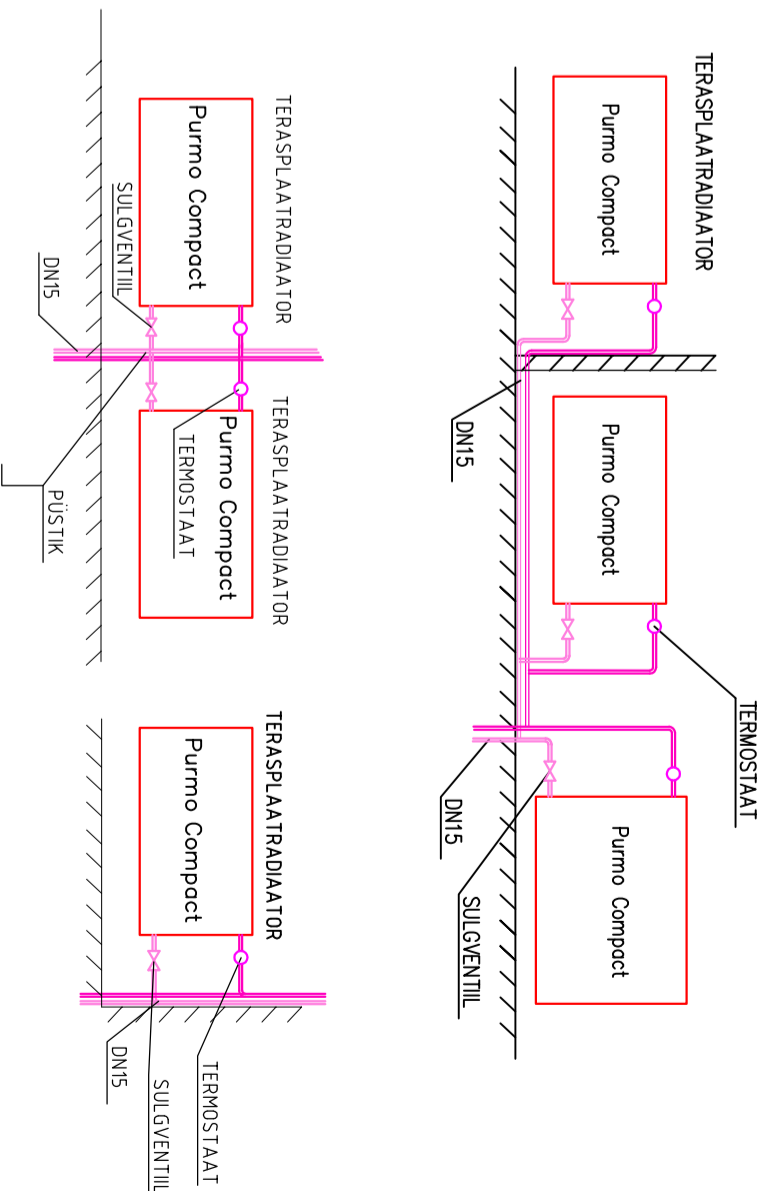 TERASPLAATRADIAATOR
Purmo Compact
DN15
Purmo Compact
TERMOSTAAT
DN15
SULGVENTIIL
Purmo Compact
TERASPLAATRADIAATOR
Purmo Compact
SULGVENTIIL
DN15
TERASPLAATRADIAATOR
Purmo Compact
TERMOSTAAT
PÜSTIK
TERASPLAATRADIAATOR
Purmo Compact
DN15
SULGVENTIIL
TERMOSTAAT